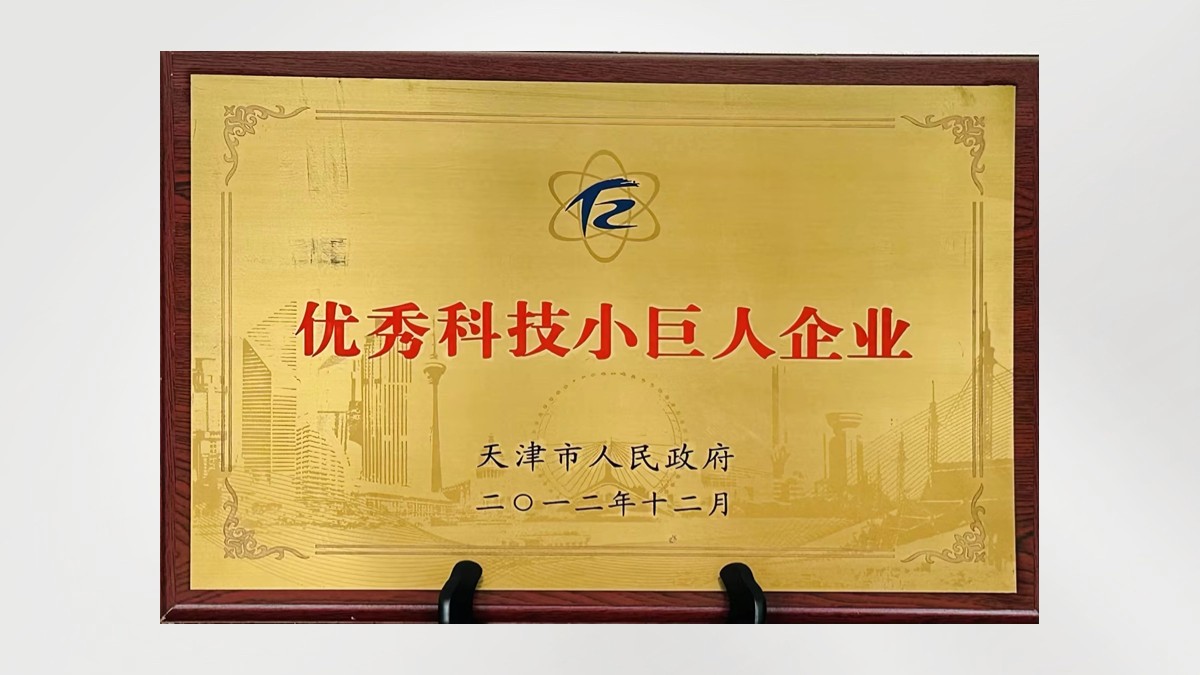 优秀科技小巨人企业
天津市人民政府
二〇一二年十二月